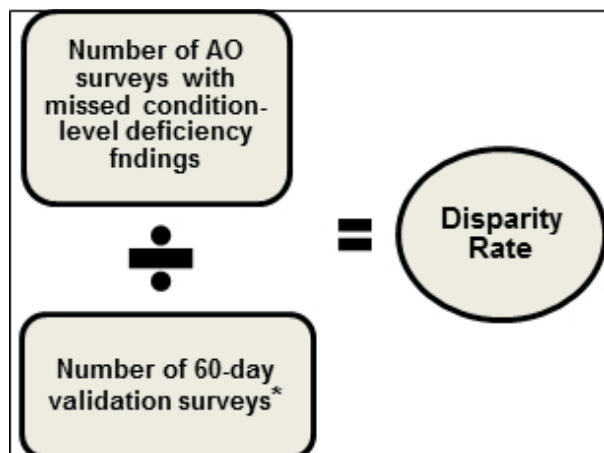 Number of AO
surveys with
missed condition-
level deficiency
fndings
÷
=
Disparity
Rate
Number of 60-day
validation surveys*